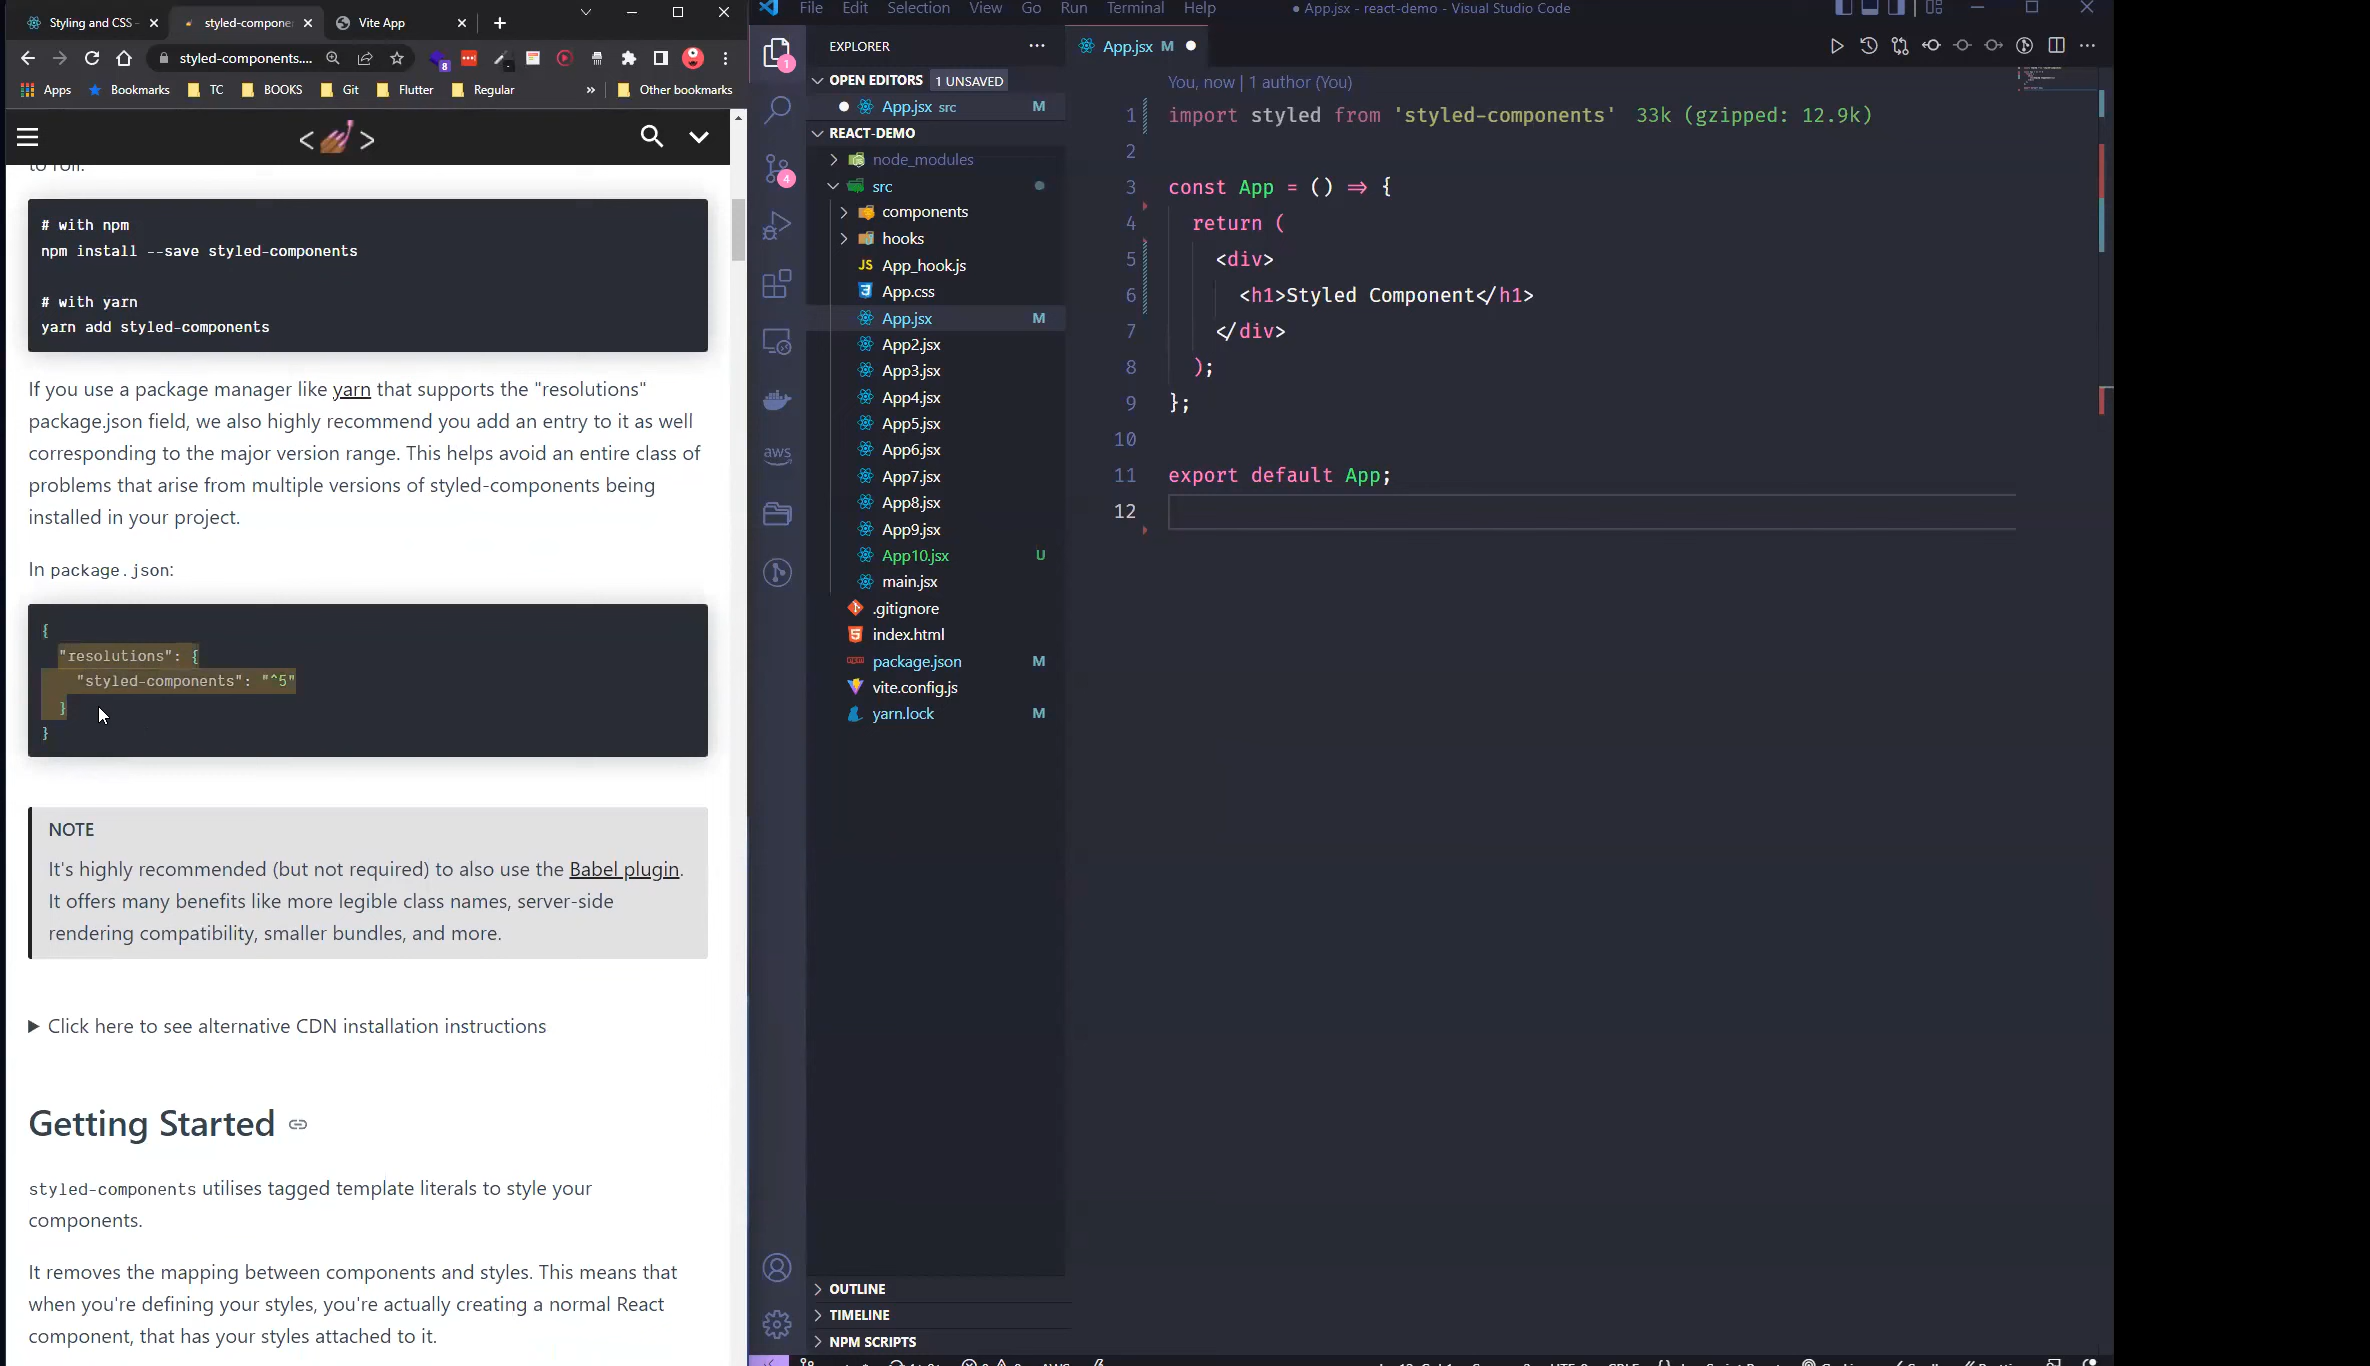 Styling and CSS
styled-compone
Vite App
styled-components....
8
Apps
Bookmarks
TC
BOOKS
Git
Flutter
Regular
»
Other bookmarks
to roll.
# with npm
npm install --save styled-components
# with yarn
yarn add styled-components
If you use a package manager like yarn that supports the "resolutions"
package.json field, we also highly recommend you add an entry to it as well
corresponding to the major version range. This helps avoid an entire class of
problems that arise from multiple versions of styled-components being
installed in your project.
In package.json:
{
"resolutions": {
"styled-components": "^5"
}
}
NOTE
It's highly recommended (but not required) to also use the Babel plugin.
It offers many benefits like more legible class names, server-side
rendering compatibility, smaller bundles, and more.
Click here to see alternative CDN installation instructions
Getting Started
styled-components utilises tagged template literals to style your
components.
It removes the mapping between components and styles. This means that
when you're defining your styles, you're actually creating a normal React
component, that has your styles attached to it.
File Edit Selection View Go Run Terminal Help
● App.jsx - react-demo - Visual Studio Code
1
4
aws
EXPLORER
OPEN EDITORS 1 UNSAVED
App.jsx src M
REACT-DEMO
node_modules
src
components
hooks
JS App_hook.js
App.css
App.jsx M
App2.jsx
App3.jsx
App4.jsx
App5.jsx
App6.jsx
App7.jsx
App8.jsx
App9.jsx
App10.jsx U
main.jsx
.gitignore
index.html
package.json M
vite.config.js
yarn.lock M
OUTLINE
TIMELINE
NPM SCRIPTS
App.jsx M
You, now | 1 author (You)
1 import styled from 'styled-components' 33k (gzipped: 12.9k)
2
3 const App = () => {
4 return (
5 <div>
6 <h1>Styled Component</h1>
7 </div>
8 );
9 };
10
11 export default App;
12